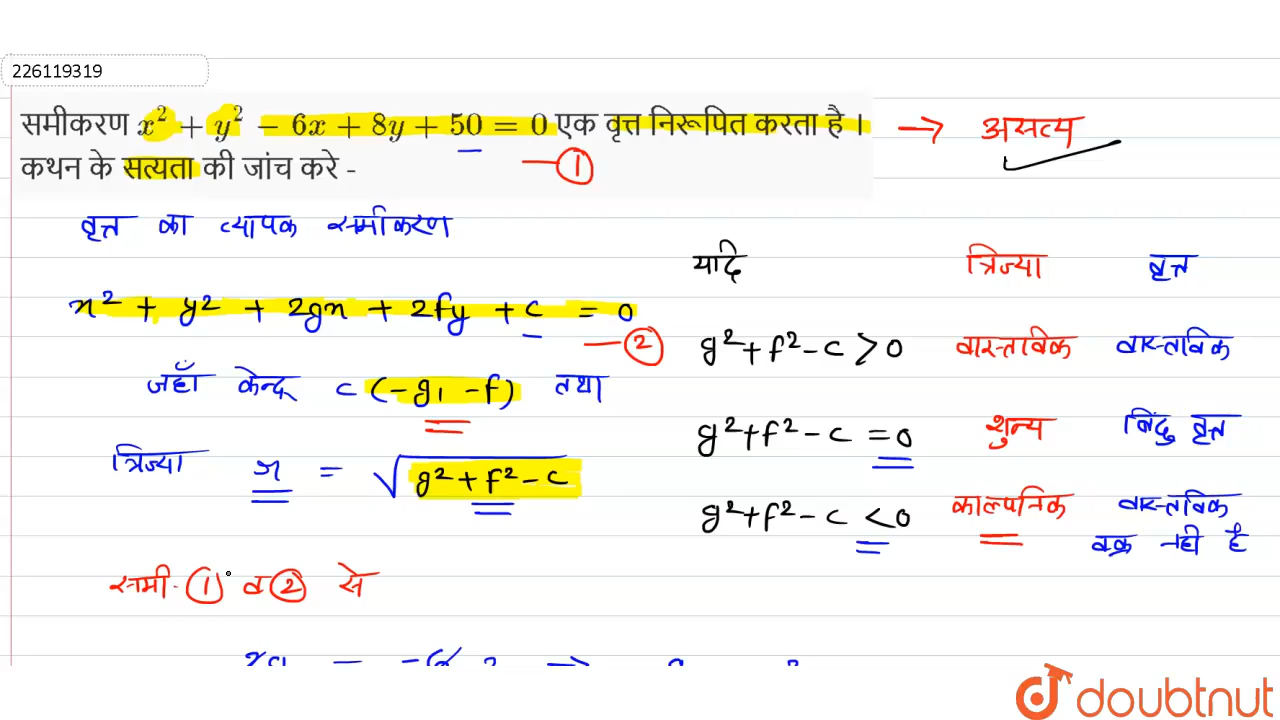 226119319
समीकरण x² + y² − 6x + 8y + 50 = 0 एक वृत्त निरूपित करता है । → असत्य
कथन के सत्यता की जांच करे - — ①
वृत्त का व्यापक समीकरण
x² + y² + 2gx + 2fy + c = 0 — ②
जहाँ केन्द्र c (-g, -f) तथा
त्रिज्या r = √g² + f² - c
समी. ① व ② से
यदि त्रिज्या वृत्त
g² + f² - c > 0 वास्तविक वास्तविक
g² + f² - c = 0 शुन्य बिंदु वृत्त
g² + f² - c < 0 काल्पनिक वास्तविक
वक्र नही है
doubtnut